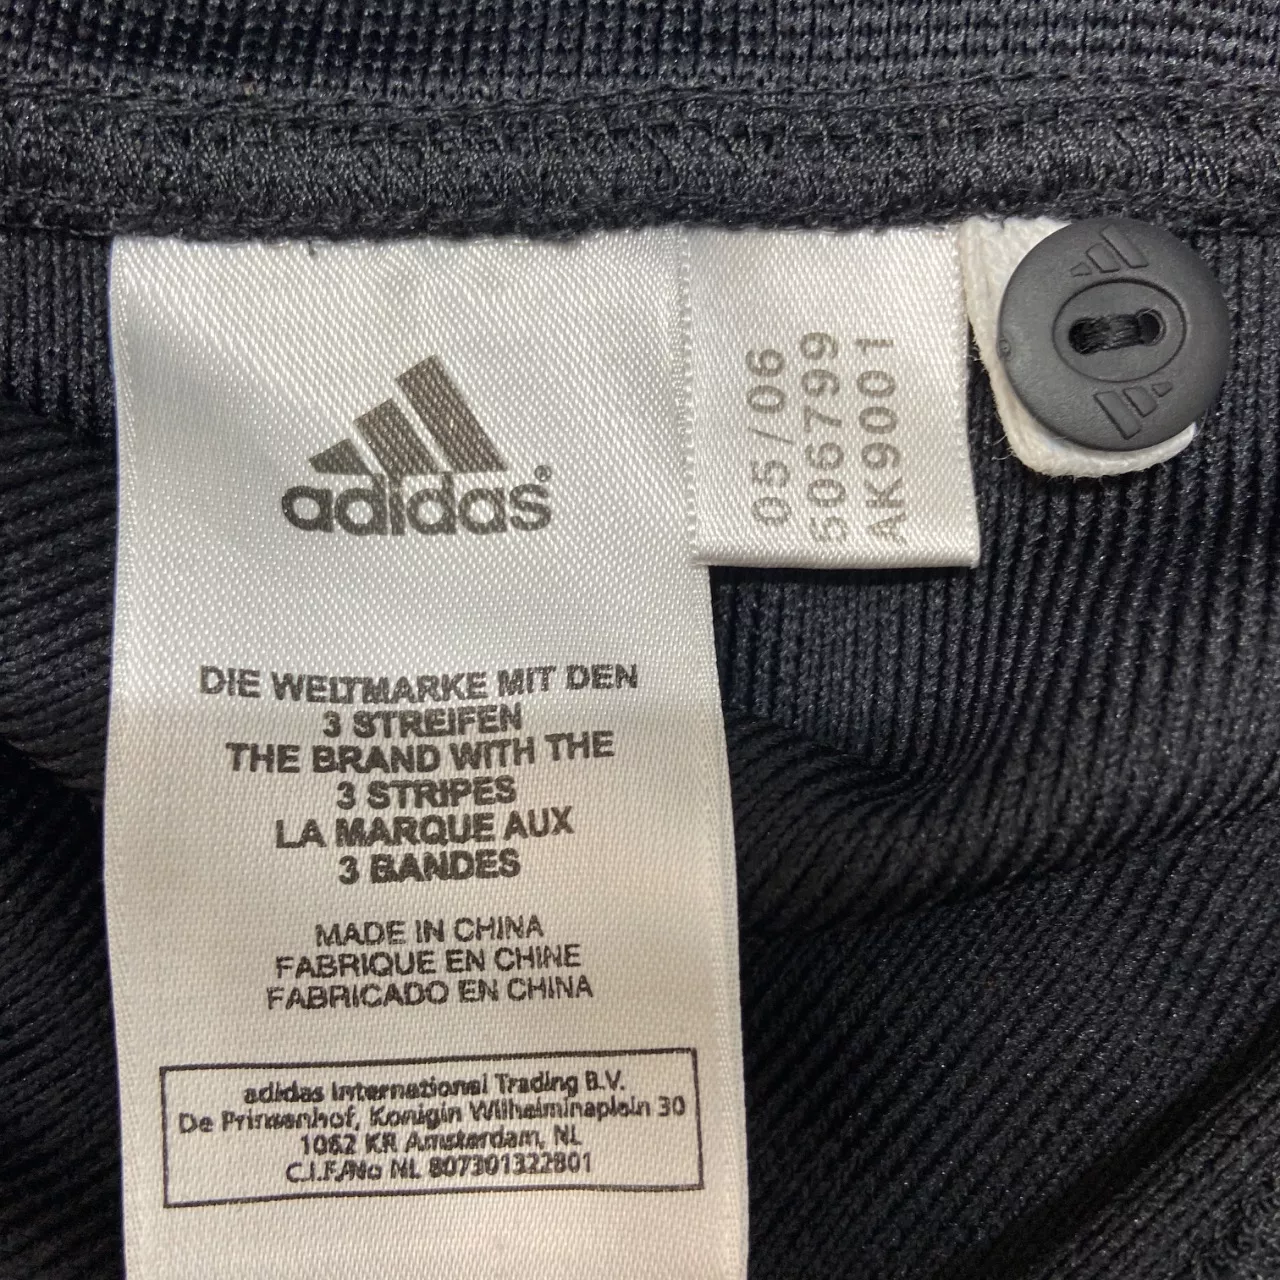 adidas®
DIE WELTMARKE MIT DEN
3 STREIFEN
THE BRAND WITH THE
3 STRIPES
LA MARQUE AUX
3 BANDES
MADE IN CHINA
FABRIQUE EN CHINE
FABRICADO EN CHINA
adidas International Trading B.V.
De Prinsenhof, Konigin Wilhelminaplein 30
1062 KR Amsterdam, NL
C.I.F./No NL 807301322B01
05/06
506799
AK9001